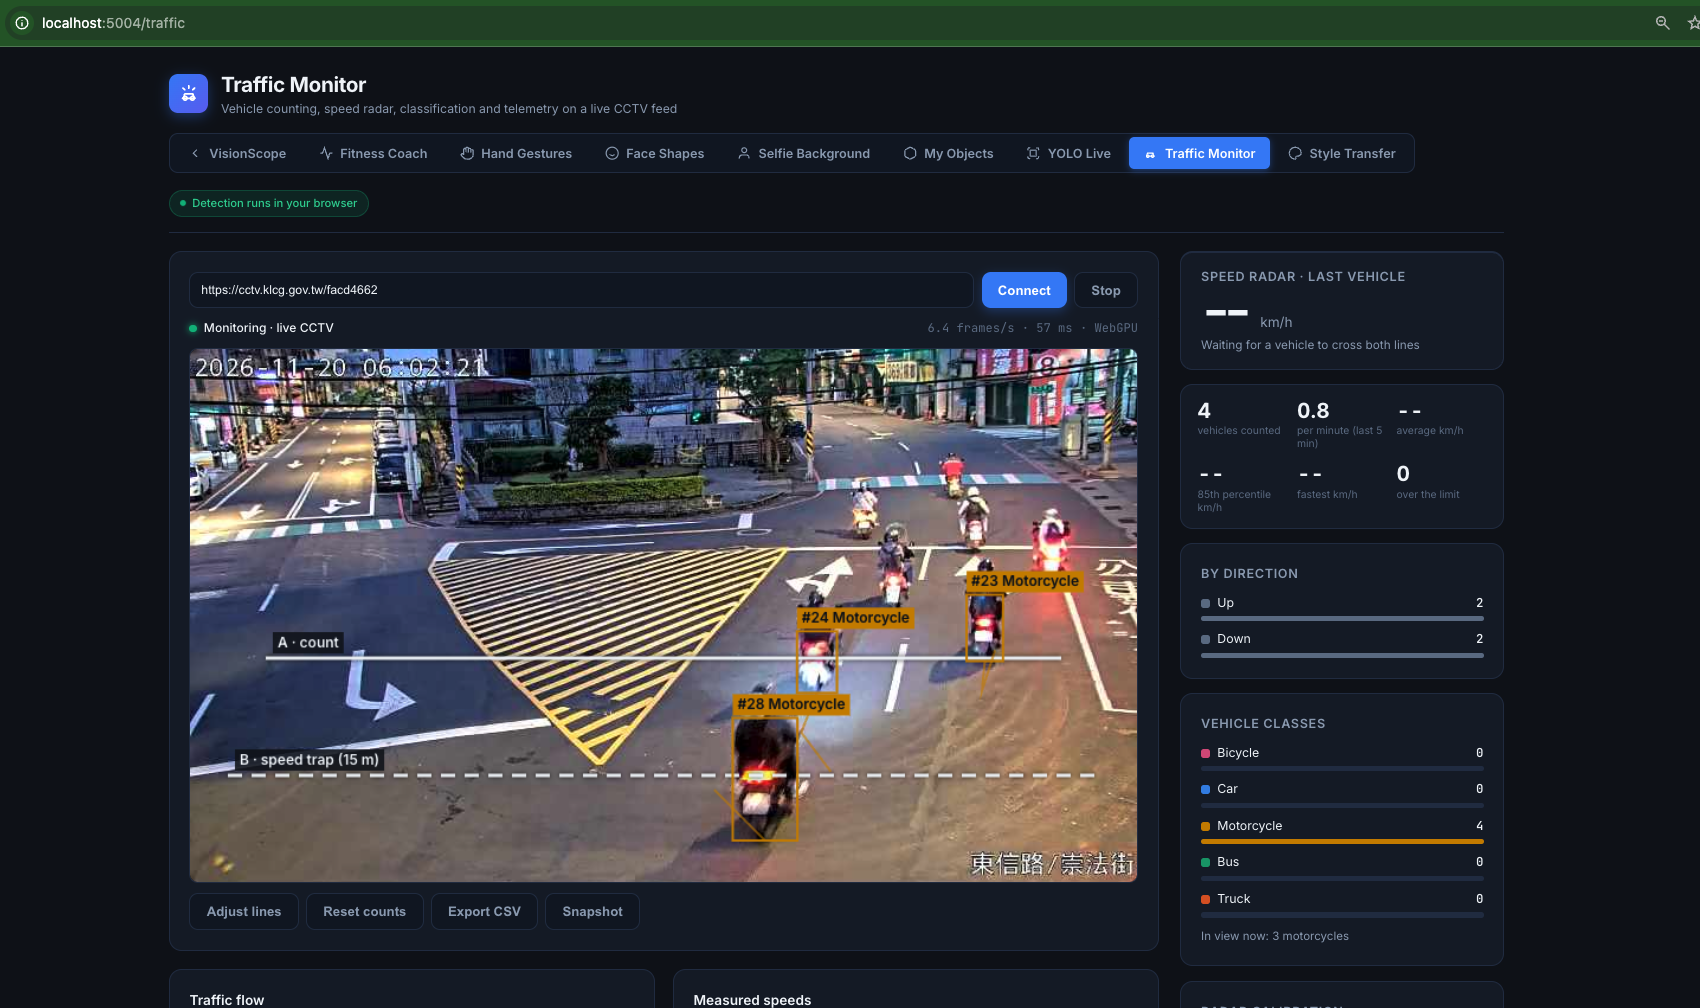 localhost:5004/traffic
Traffic Monitor
Vehicle counting, speed radar, classification and telemetry on a live CCTV feed
VisionScope
Fitness Coach
Hand Gestures
Face Shapes
Selfie Background
My Objects
YOLO Live
Traffic Monitor
Style Transfer
Detection runs in your browser
https://cctv.klcg.gov.tw/facd4662
Connect
Stop
Monitoring · live CCTV
6.4 frames/s · 57 ms · WebGPU
2026-11-20 06:02:21
#23 Motorcycle
#24 Motorcycle
A · count
#28 Motorcycle
B · speed trap (15 m)
東信路/崇法街
Adjust lines
Reset counts
Export CSV
Snapshot
Traffic flow
Measured speeds
SPEED RADAR · LAST VEHICLE
-- km/h
Waiting for a vehicle to cross both lines
4
vehicles counted
0.8
per minute (last 5
min)
--
average km/h
--
85th percentile
km/h
--
fastest km/h
0
over the limit
BY DIRECTION
Up 2
Down 2
VEHICLE CLASSES
Bicycle 0
Car 0
Motorcycle 4
Bus 0
Truck 0
In view now: 3 motorcycles